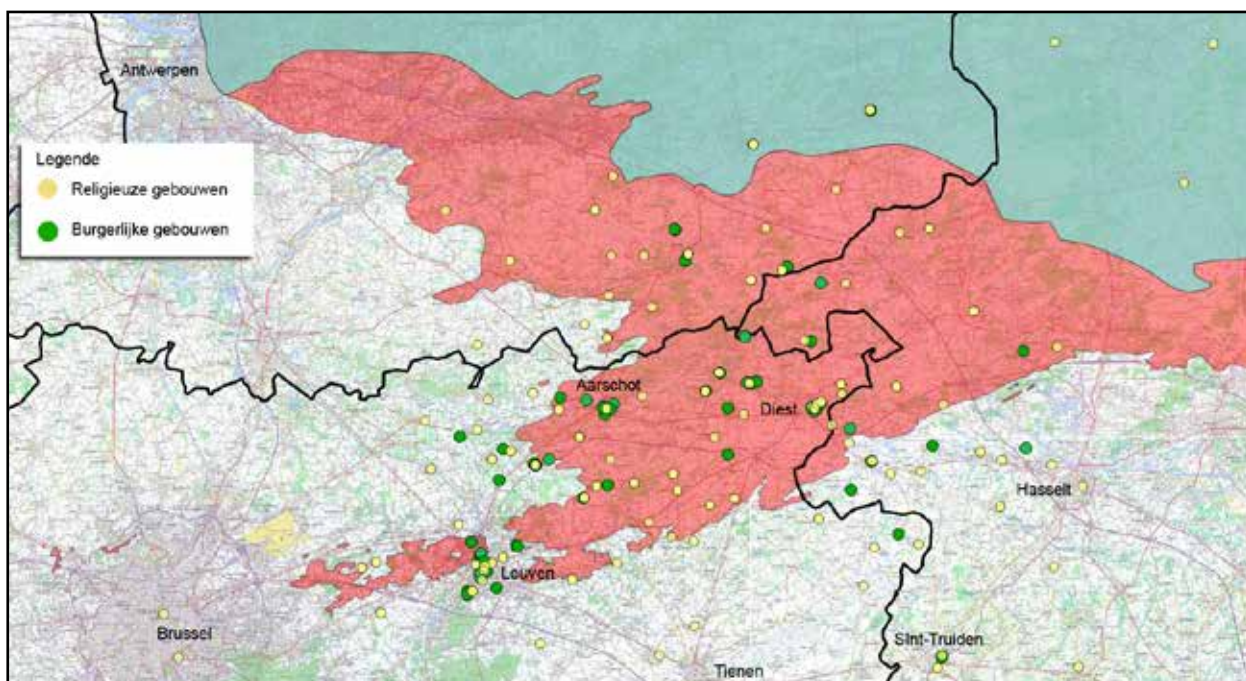 Antwerpen
Legende
Religieuze gebouwen
Burgerlijke gebouwen
Aarschot
Diest
Hasselt
Leuven
Brussel
Sint-Truiden
Tienen